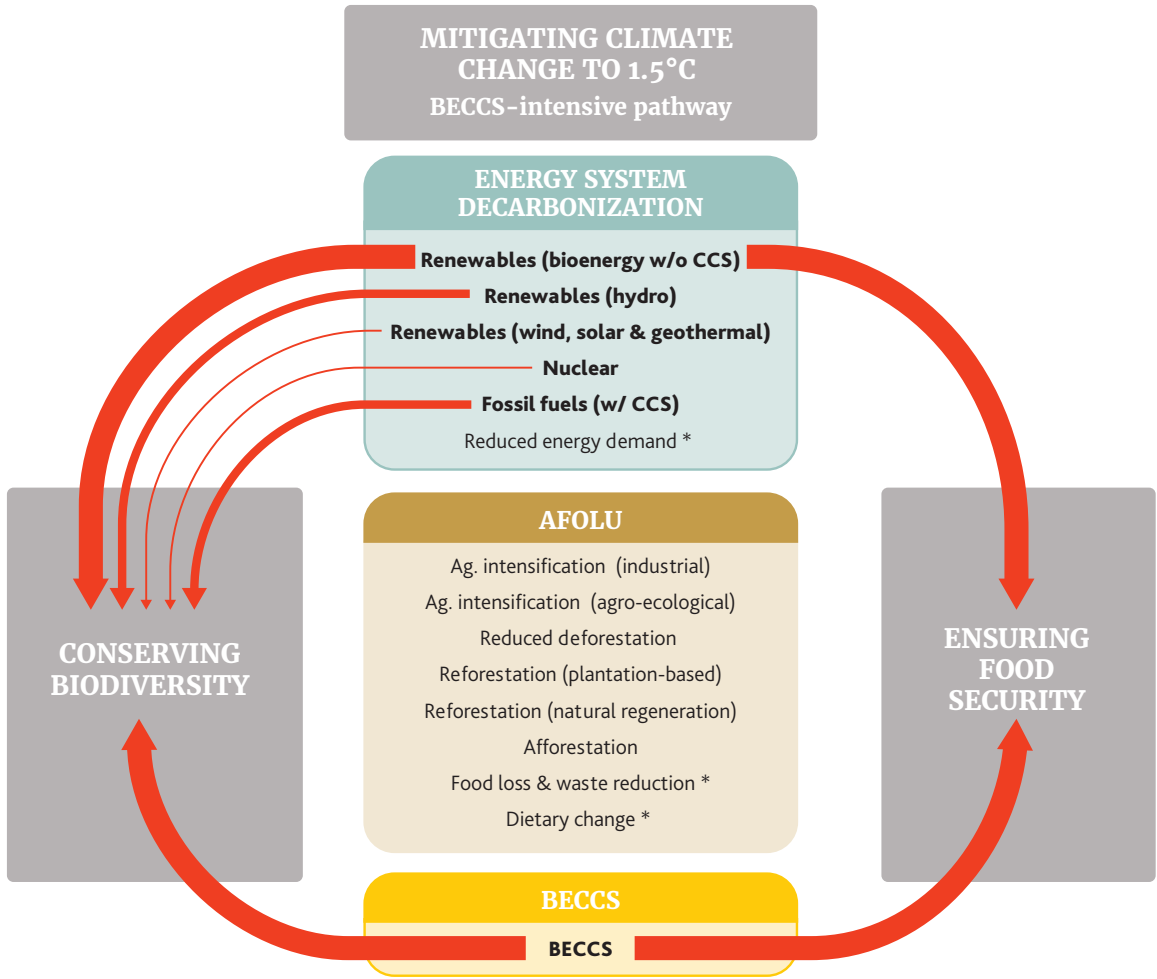 MITIGATING CLIMATE
CHANGE TO 1.5°C
BECCS-intensive pathway
ENERGY SYSTEM
DECARBONIZATION
Renewables (bioenergy w/o CCS)
Renewables (hydro)
Renewables (wind, solar & geothermal)
Nuclear
Fossil fuels (w/ CCS)
Reduced energy demand *
AFOLU
Ag. intensification (industrial)
Ag. intensification (agro-ecological)
Reduced deforestation
Reforestation (plantation-based)
Reforestation (natural regeneration)
Afforestation
Food loss & waste reduction *
Dietary change *
CONSERVING
BIODIVERSITY
ENSURING
FOOD
SECURITY
BECCS
BECCS